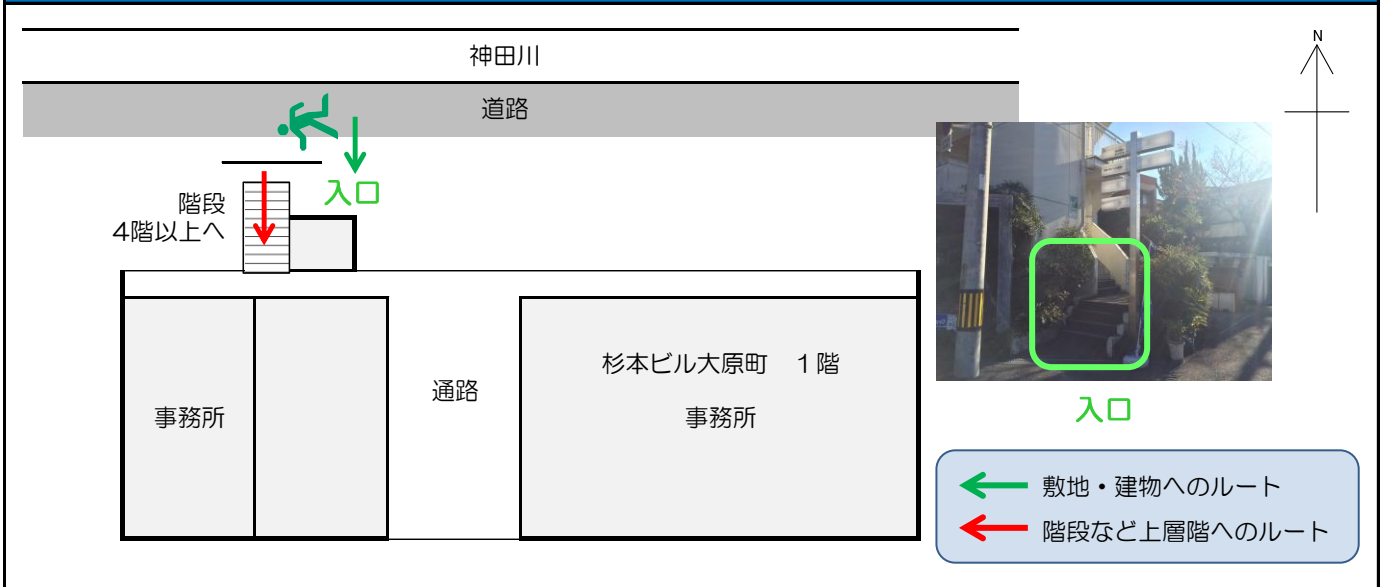 神田川
道路
N
入口
階段
4階以上へ
杉本ビル大原町　１階
事務所
通路
事務所
入口
敷地・建物へのルート
階段など上層階へのルート